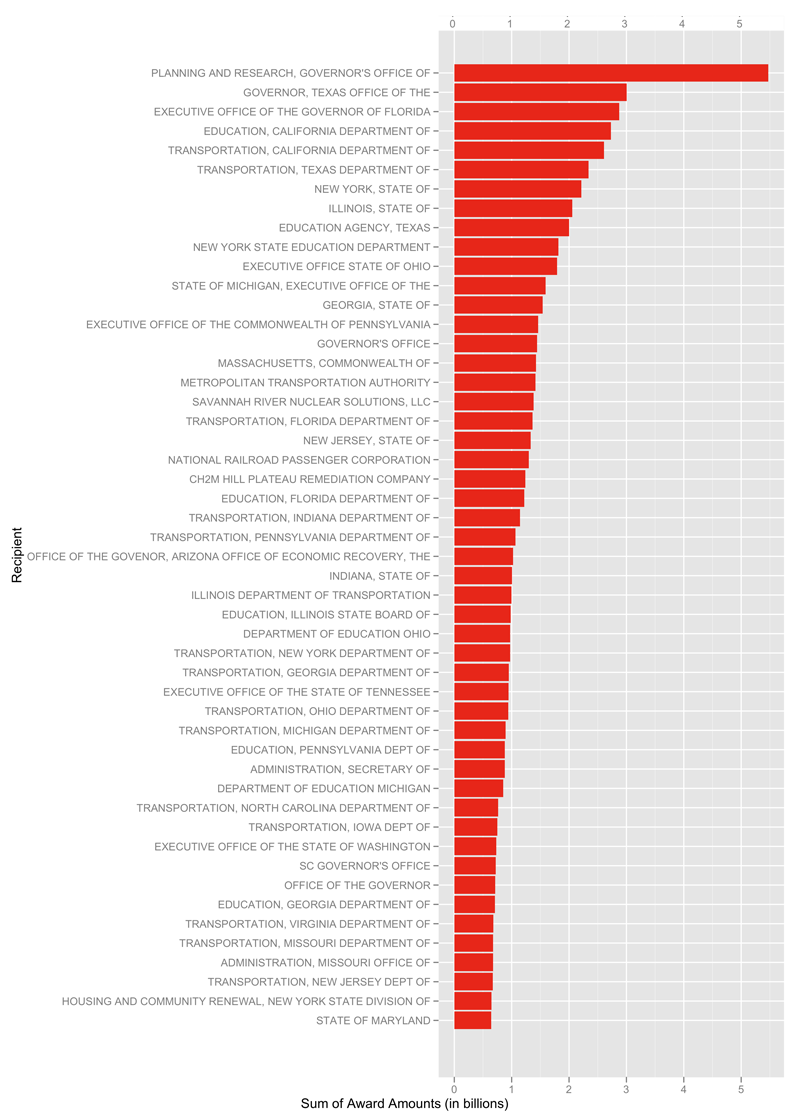 0 1 2 3 4 5
PLANNING AND RESEARCH, GOVERNOR'S OFFICE OF
GOVERNOR, TEXAS OFFICE OF THE
EXECUTIVE OFFICE OF THE GOVERNOR OF FLORIDA
EDUCATION, CALIFORNIA DEPARTMENT OF
TRANSPORTATION, CALIFORNIA DEPARTMENT OF
TRANSPORTATION, TEXAS DEPARTMENT OF
NEW YORK, STATE OF
ILLINOIS, STATE OF
EDUCATION AGENCY, TEXAS
NEW YORK STATE EDUCATION DEPARTMENT
EXECUTIVE OFFICE STATE OF OHIO
STATE OF MICHIGAN, EXECUTIVE OFFICE OF THE
GEORGIA, STATE OF
EXECUTIVE OFFICE OF THE COMMONWEALTH OF PENNSYLVANIA
GOVERNOR'S OFFICE
MASSACHUSETTS, COMMONWEALTH OF
METROPOLITAN TRANSPORTATION AUTHORITY
SAVANNAH RIVER NUCLEAR SOLUTIONS, LLC
TRANSPORTATION, FLORIDA DEPARTMENT OF
NEW JERSEY, STATE OF
NATIONAL RAILROAD PASSENGER CORPORATION
CH2M HILL PLATEAU REMEDIATION COMPANY
EDUCATION, FLORIDA DEPARTMENT OF
TRANSPORTATION, INDIANA DEPARTMENT OF
TRANSPORTATION, PENNSYLVANIA DEPARTMENT OF
OFFICE OF THE GOVENOR, ARIZONA OFFICE OF ECONOMIC RECOVERY, THE
INDIANA, STATE OF
ILLINOIS DEPARTMENT OF TRANSPORTATION
EDUCATION, ILLINOIS STATE BOARD OF
DEPARTMENT OF EDUCATION OHIO
TRANSPORTATION, NEW YORK DEPARTMENT OF
TRANSPORTATION, GEORGIA DEPARTMENT OF
EXECUTIVE OFFICE OF THE STATE OF TENNESSEE
TRANSPORTATION, OHIO DEPARTMENT OF
TRANSPORTATION, MICHIGAN DEPARTMENT OF
EDUCATION, PENNSYLVANIA DEPT OF
ADMINISTRATION, SECRETARY OF
DEPARTMENT OF EDUCATION MICHIGAN
TRANSPORTATION, NORTH CAROLINA DEPARTMENT OF
TRANSPORTATION, IOWA DEPT OF
EXECUTIVE OFFICE OF THE STATE OF WASHINGTON
SC GOVERNOR'S OFFICE
OFFICE OF THE GOVERNOR
EDUCATION, GEORGIA DEPARTMENT OF
TRANSPORTATION, VIRGINIA DEPARTMENT OF
TRANSPORTATION, MISSOURI DEPARTMENT OF
ADMINISTRATION, MISSOURI OFFICE OF
TRANSPORTATION, NEW JERSEY DEPT OF
HOUSING AND COMMUNITY RENEWAL, NEW YORK STATE DIVISION OF
STATE OF MARYLAND
Recipient
0 1 2 3 4 5
Sum of Award Amounts (in billions)